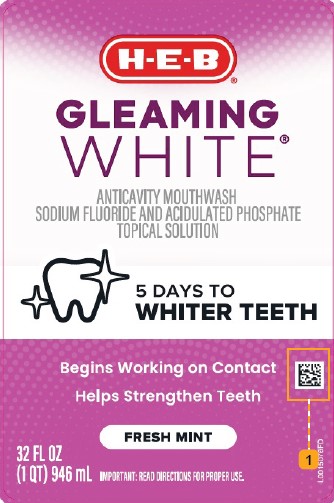 H-E-B®
GLEAMING
WHITE®
ANTICAVITY MOUTHWASH
SODIUM FLUORIDE AND ACIDULATED PHOSPHATE
TOPICAL SOLUTION
5 DAYS TO
WHITER TEETH
Begins Working on Contact
Helps Strengthen Teeth
FRESH MINT
32 FL OZ
(1 QT) 946 mL
IMPORTANT: READ DIRECTIONS FOR PROPER USE.
1